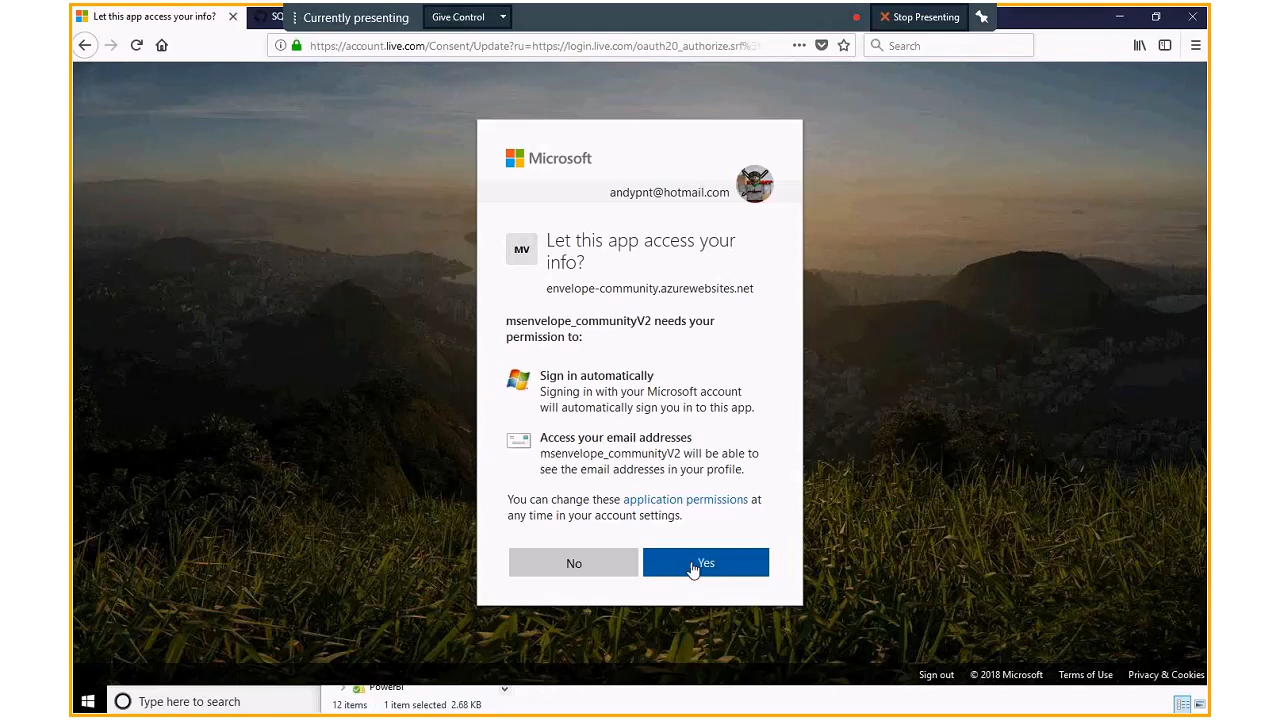 Let this app access your info?
SQ
Currently presenting
Give Control
Stop Presenting
https://account.live.com/Consent/Update?ru=https://login.live.com/oauth20_authorize.srf%3
Search
Microsoft
andypnt@hotmail.com
MV
Let this app access your
info?
envelope-community.azurewebsites.net
msenvelope_communityV2 needs your
permission to:
Sign in automatically
Signing in with your Microsoft account
will automatically sign you in to this app.
Access your email addresses
msenvelope_communityV2 will be able to
see the email addresses in your profile.
You can change these application permissions at
any time in your account settings.
No
Yes
Sign out
© 2018 Microsoft
Terms of Use
Privacy & Cookies
Type here to search
PowerBI
12 items
1 item selected 2.68 KB